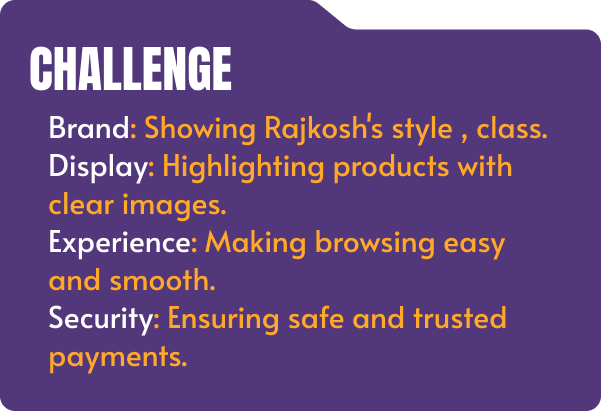 CHALLENGE
Brand: Showing Rajkosh's style , class.
Display: Highlighting products with
clear images.
Experience: Making browsing easy
and smooth.
Security: Ensuring safe and trusted
payments.